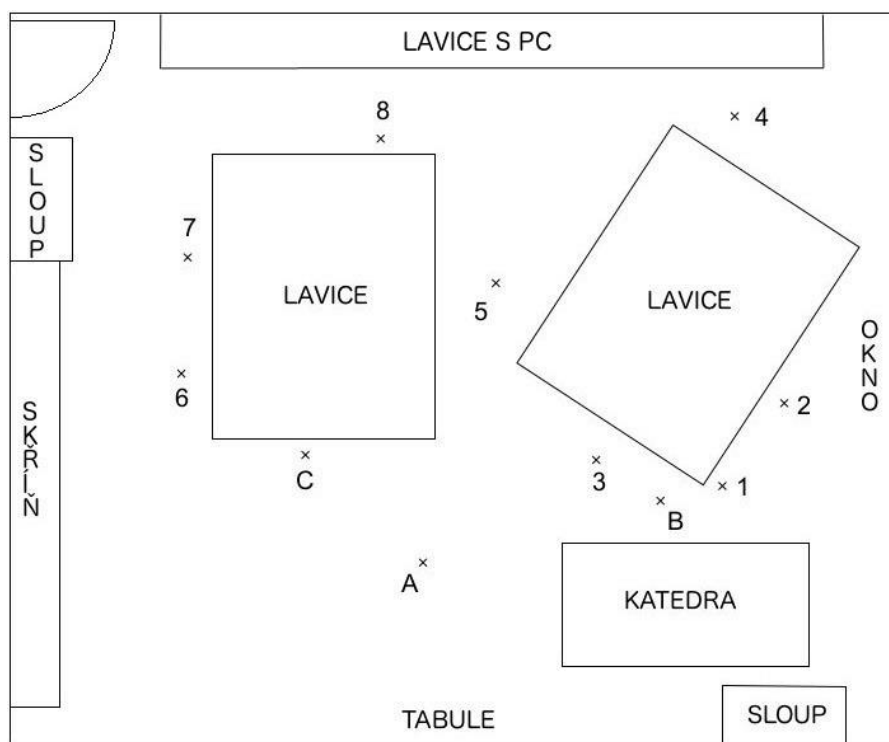 LAVICE S PC
8
4
SLOUP
7
LAVICE
LAVICE
5
OKNO
6
2
SKŘÍŇ
C
3
1
B
A
KATEDRA
TABULE
SLOUP